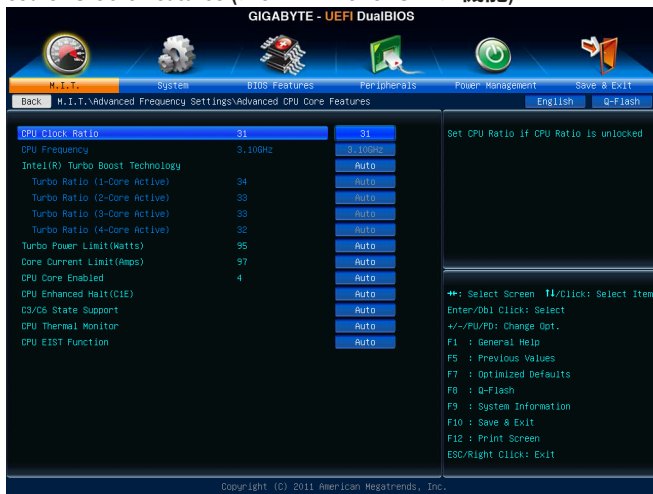 GIGABYTE - UEFI DualBIOS
M.I.T. System BIOS Features Peripherals Power Management Save & Exit
Back M.I.T.\Advanced Frequency Settings\Advanced CPU Core Features English Q-Flash
CPU Clock Ratio 31 31
CPU Frequency 3.10GHz 3.10GHz
Intel(R) Turbo Boost Technology Auto
Turbo Ratio (1-Core Active) 34 Auto
Turbo Ratio (2-Core Active) 33 Auto
Turbo Ratio (3-Core Active) 33 Auto
Turbo Ratio (4-Core Active) 32 Auto
Turbo Power Limit(Watts) 95 Auto
Core Current Limit(Amps) 97 Auto
CPU Core Enabled 4 Auto
CPU Enhanced Halt(C1E) Auto
C3/C6 State Support Auto
CPU Thermal Monitor Auto
CPU EIST Function Auto
Set CPU Ratio if CPU Ratio is unlocked
→←: Select Screen ↑↓/Click: Select Item
Enter/Dbl Click: Select
+/-/PU/PD: Change Opt.
F1 : General Help
F5 : Previous Values
F7 : Optimized Defaults
F8 : Q-Flash
F9 : System Information
F10 : Save & Exit
F12 : Print Screen
ESC/Right Click: Exit
Copyright (C) 2011 American Megatrends, Inc.